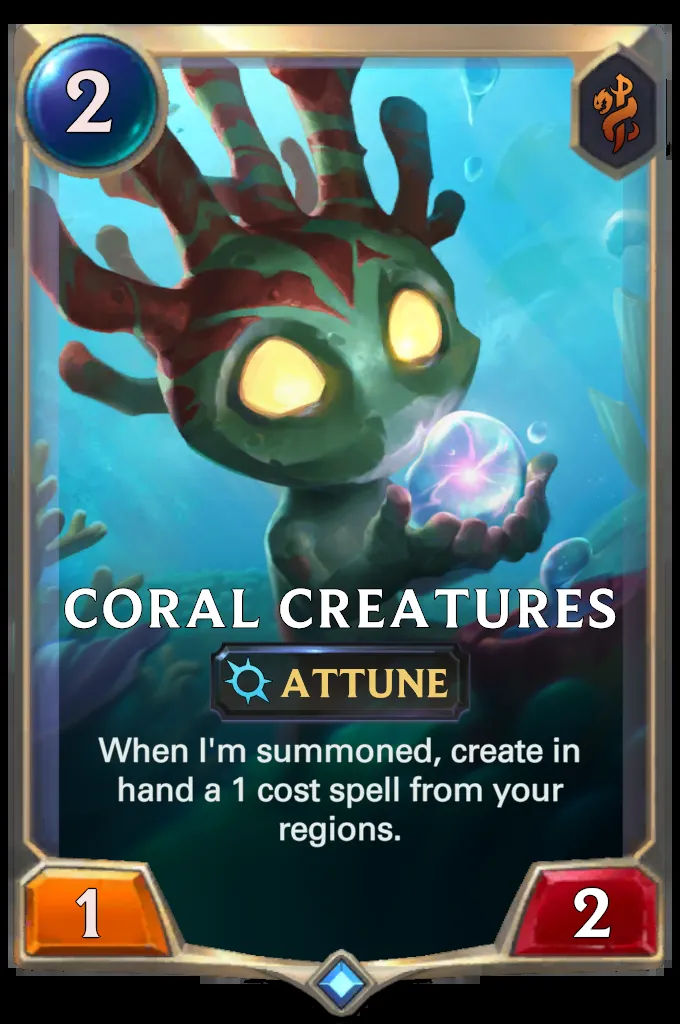 2
CORAL CREATURES
ATTUNE
When I'm summoned, create in
hand a 1 cost spell from your
regions.
1
2